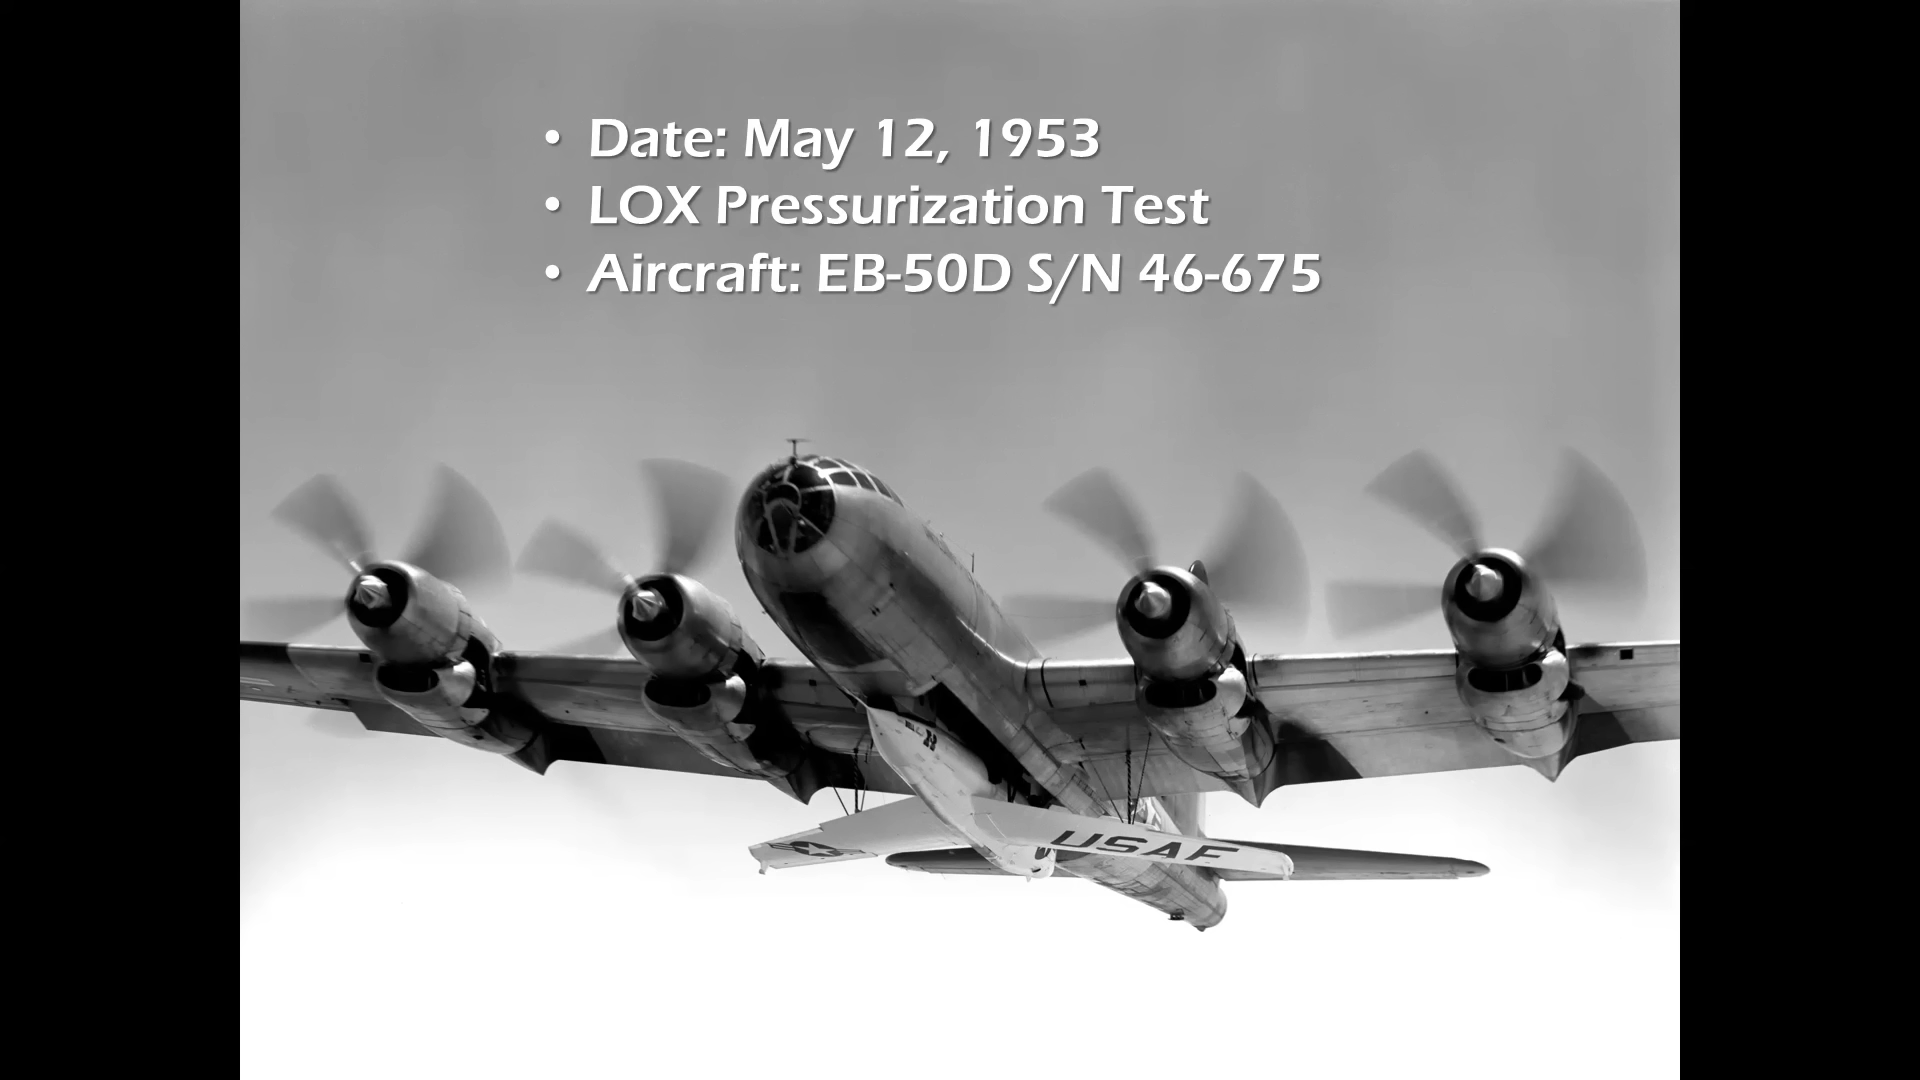 • Date: May 12, 1953
• LOX Pressurization Test
• Aircraft: EB-50D S/N 46-675
USAF